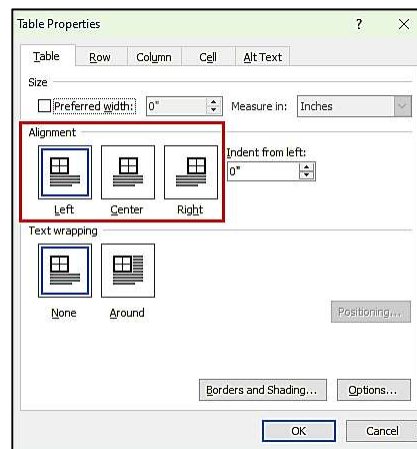 Table Properties ? X
Table Row Column Cell Alt Text
Size
Preferred width: 0" Measure in: Inches
Alignment
Indent from left:
0"
Left Center Right
Text wrapping
None Around
Positioning...
Borders and Shading... Options...
OK Cancel